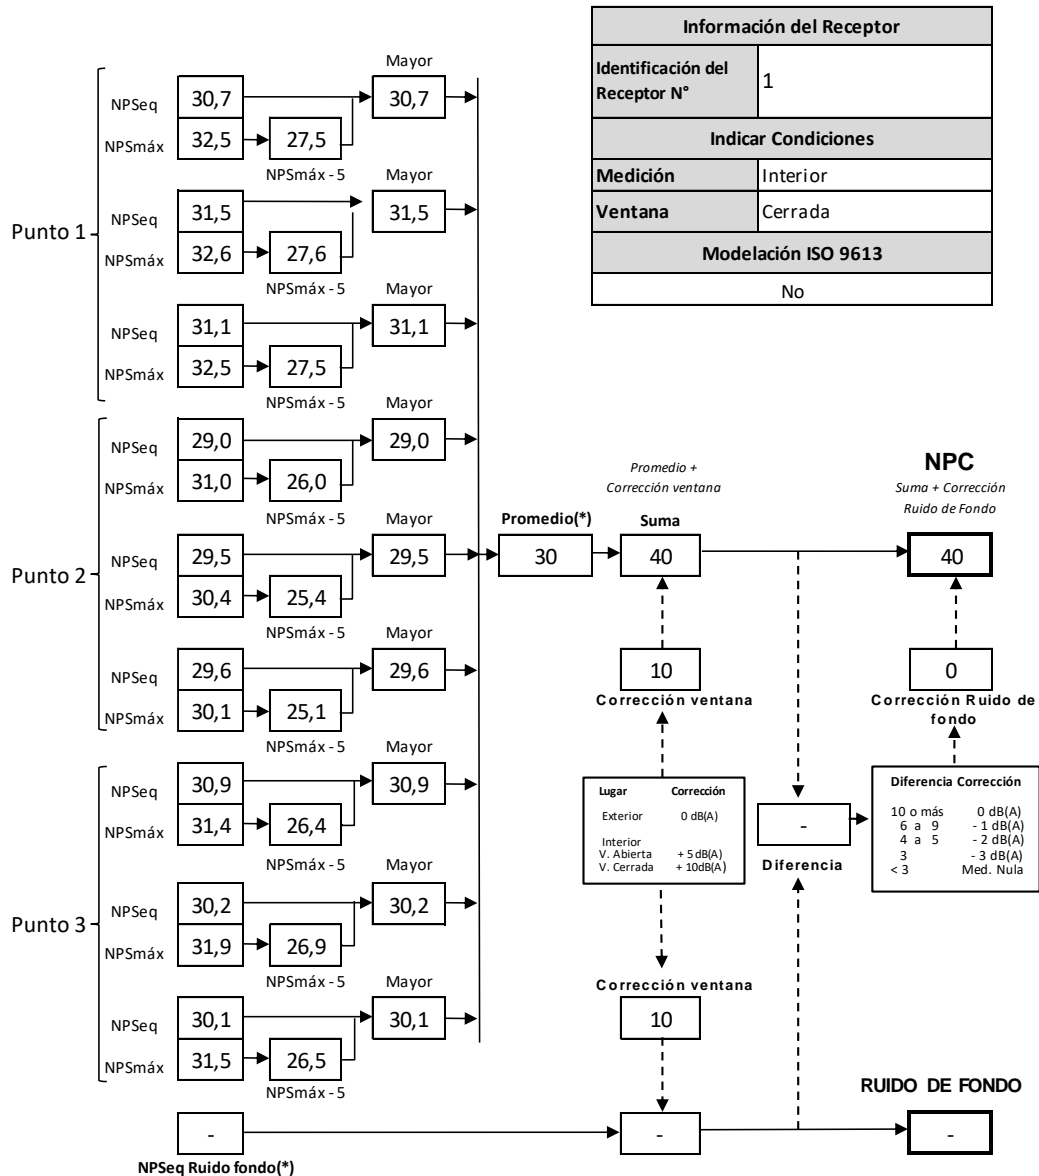 Información del Receptor
Identificación del Receptor N°
1
Indicar Condiciones
Medición
Interior
Ventana
Cerrada
Modelación ISO 9613
No
Punto 1
Mayor
NPSeq
30,7
30,7
NPSmáx
32,5
27,5
NPSmáx - 5
Mayor
NPSeq
31,5
31,5
NPSmáx
32,6
27,6
NPSmáx - 5
Mayor
NPSeq
31,1
31,1
NPSmáx
32,5
27,5
NPSmáx - 5
Punto 2
Mayor
NPSeq
29,0
29,0
NPSmáx
31,0
26,0
NPSmáx - 5
Mayor
NPSeq
29,5
29,5
NPSmáx
30,4
25,4
NPSmáx - 5
Mayor
NPSeq
29,6
29,6
NPSmáx
30,1
25,1
NPSmáx - 5
Punto 3
Mayor
NPSeq
30,9
30,9
NPSmáx
31,4
26,4
NPSmáx - 5
Mayor
NPSeq
30,2
30,2
NPSmáx
31,9
26,9
NPSmáx - 5
Mayor
NPSeq
30,1
30,1
NPSmáx
31,5
26,5
NPSmáx - 5
-
NPSeq Ruido fondo(*)
Promedio(*)
30
Promedio +
Corrección ventana
Suma
40
10
Corrección ventana
Lugar Corrección
Exterior 0 dB(A)
Interior
V. Abierta + 5 dB(A)
V. Cerrada + 10dB(A)
Corrección ventana
10
-
-
Diferencia
NPC
Suma + Corrección
Ruido de Fondo
40
0
Corrección Ruido de
fondo
Diferencia Corrección
10 o más 0 dB(A)
6 a 9 - 1 dB(A)
4 a 5 - 2 dB(A)
3 - 3 dB(A)
< 3 Med. Nula
RUIDO DE FONDO
-